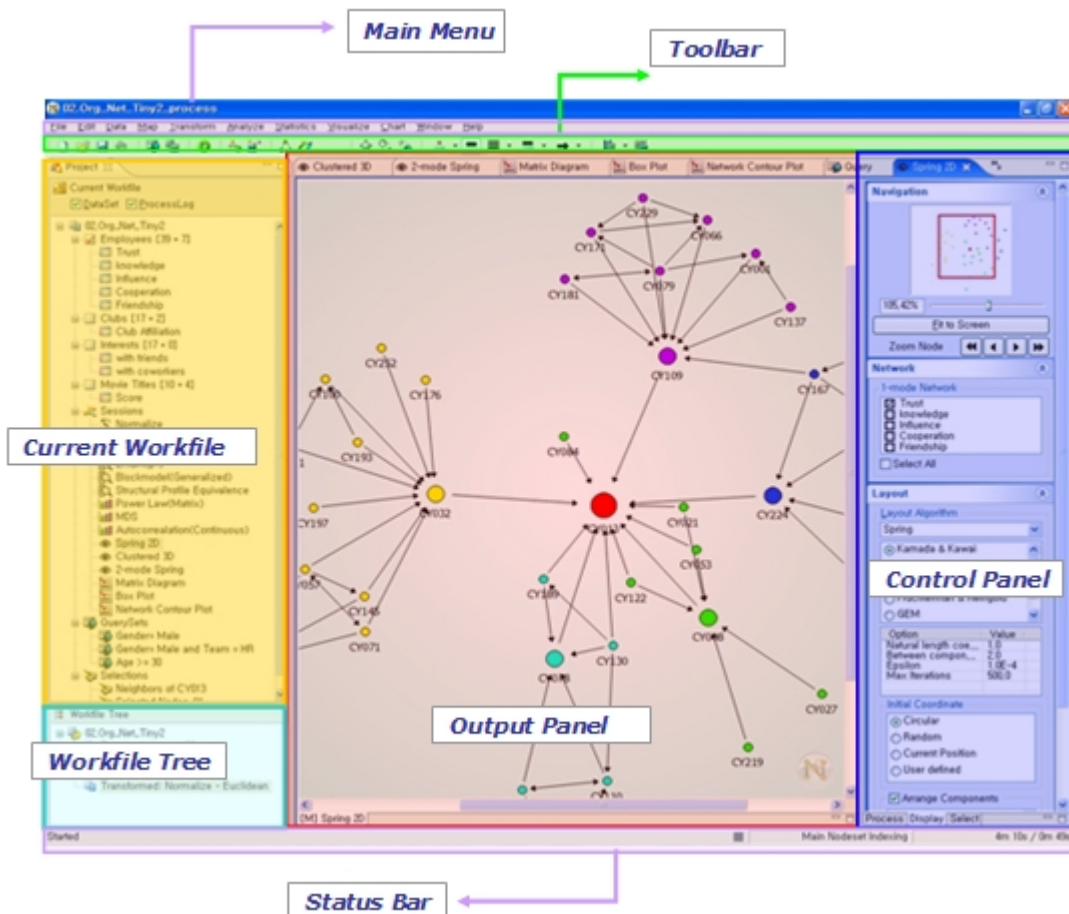 Main Menu
Toolbar
02.Org_Net_Tiny2_process
File Edit Data Map Transform Analyze Statistics Visualize Chart Window Help
Project
Current Workfile
DataSet ProcessLog
02.Org_Net_Tiny2
Employees [39 * 7]
Trust
knowledge
Influence
Cooperation
Friendship
Clubs [17 * 2]
Club Affiliation
Interests [17 * 0]
with friends
with coworkers
Movie Titles [10 * 4]
Score
Sessions
Normalize
Current Workfile
Blockmodel(Generalized)
Structural Profile Equivalence
Power Law(Matrix)
MDS
Autocorrealation(Continuous)
Spring 2D
Clustered 3D
2-mode Spring
Matrix Diagram
Box Plot
Network Contour Plot
QuerySets
Gender= Male
Gender= Male and Team = HR
Age >= 30
Selections
Neighbors of CY013
Workfile Tree
02.Org_Net_Tiny2
Workfile Tree
Transformed: Normalize - Euclidean
Clustered 3D 2-mode Spring Matrix Diagram Box Plot Network Contour Plot Query Spring 2D
CY229
CY066
CY171
CY079
CY181
CY137
CY109
CY252
CY176
CY167
CY084
CY193
CY197
CY032
CY021
CY224
CY053
CY122
CY189
CY145
CY071
CY130
CY027
CY219
Output Panel
[M] Spring 2D
Navigation
105,42%
Fit to Screen
Zoom Node
Network
1-mode Network
Trust
knowledge
Influence
Cooperation
Friendship
Select All
Layout
Layout Algorithm
Spring
Kamada & Kawai
Control Panel
GEM
Option Value
Natural length coe... 1,0
Between compon... 2,0
Epsilon 1,0E-4
Max Iterations 500,0
Initial Coordinate
Circular
Random
Current Position
User defined
Arrange Components
Process Display Select
Started Main Nodeset Indexing 4m 10s / 0m 49s
Status Bar